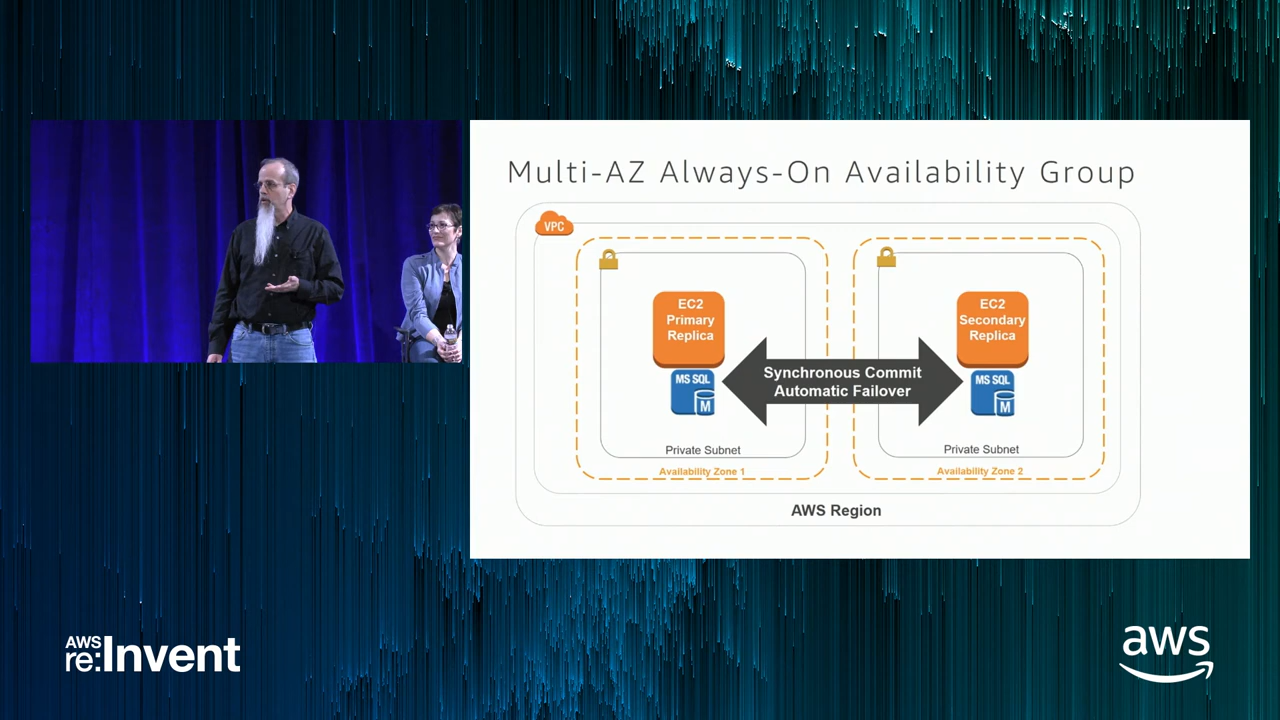 Multi-AZ Always-On Availability Group
VPC
EC2
Primary
Replica
EC2
Secondary
Replica
Synchronous Commit
Automatic Failover
MS SQL
M
MS SQL
M
Private Subnet
Private Subnet
Availability Zone 1
Availability Zone 2
AWS Region
AWS
re:Invent
aws